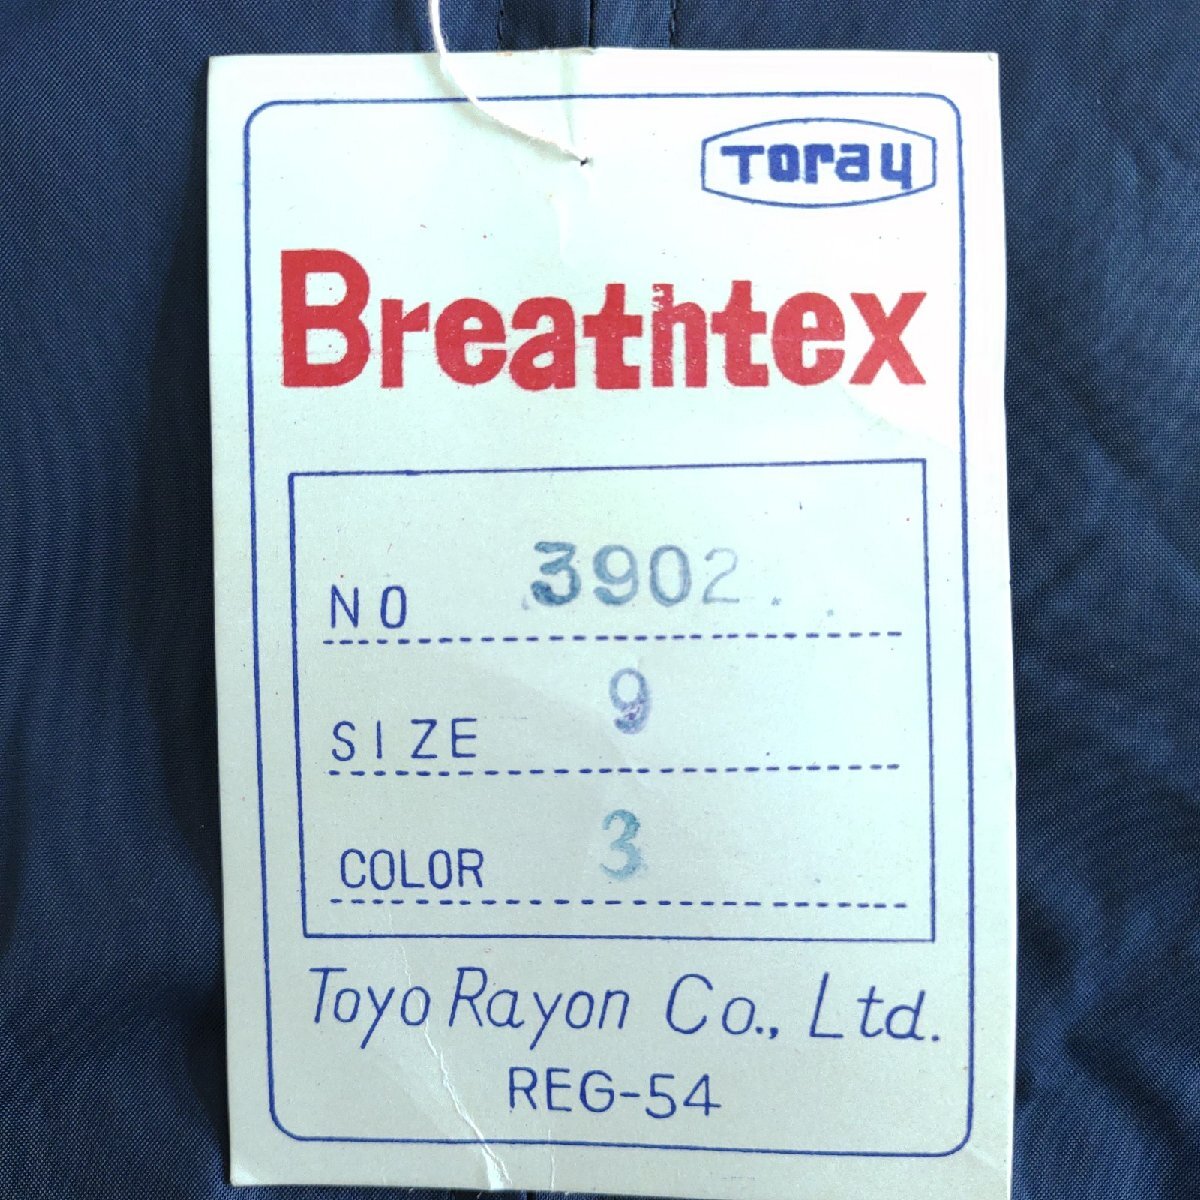 Toray
Breathtex
NO 3902
SIZE 9
COLOR 3
Toyo Rayon Co., Ltd.
REG-54